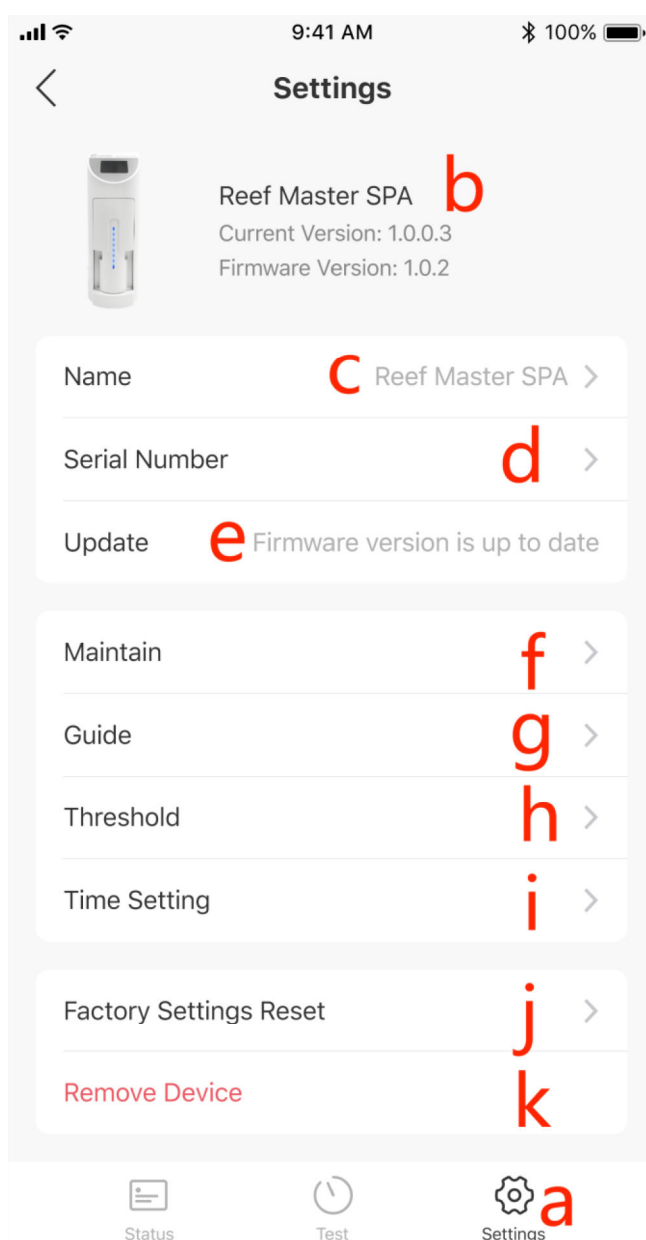 9:41 AM 100%
Settings
Reef Master SPA b
Current Version: 1.0.0.3
Firmware Version: 1.0.2
Name c Reef Master SPA
Serial Number d
Update e Firmware version is up to date
Maintain f
Guide g
Threshold h
Time Setting i
Factory Settings Reset j
Remove Device k
a
Status Test Settings